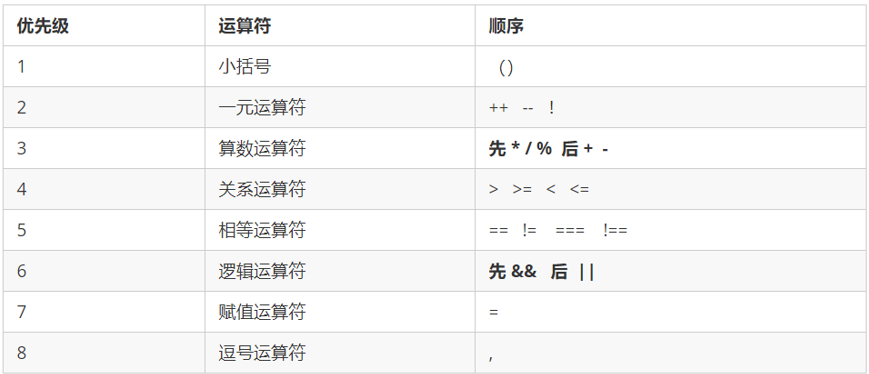 优先级 运算符 顺序
1 小括号 （）
2 一元运算符 ++ -- !
3 算数运算符 先 * / % 后 + -
4 关系运算符 > >= < <=
5 相等运算符 == != === !==
6 逻辑运算符 先 && 后 ||
7 赋值运算符 =
8 逗号运算符 ,